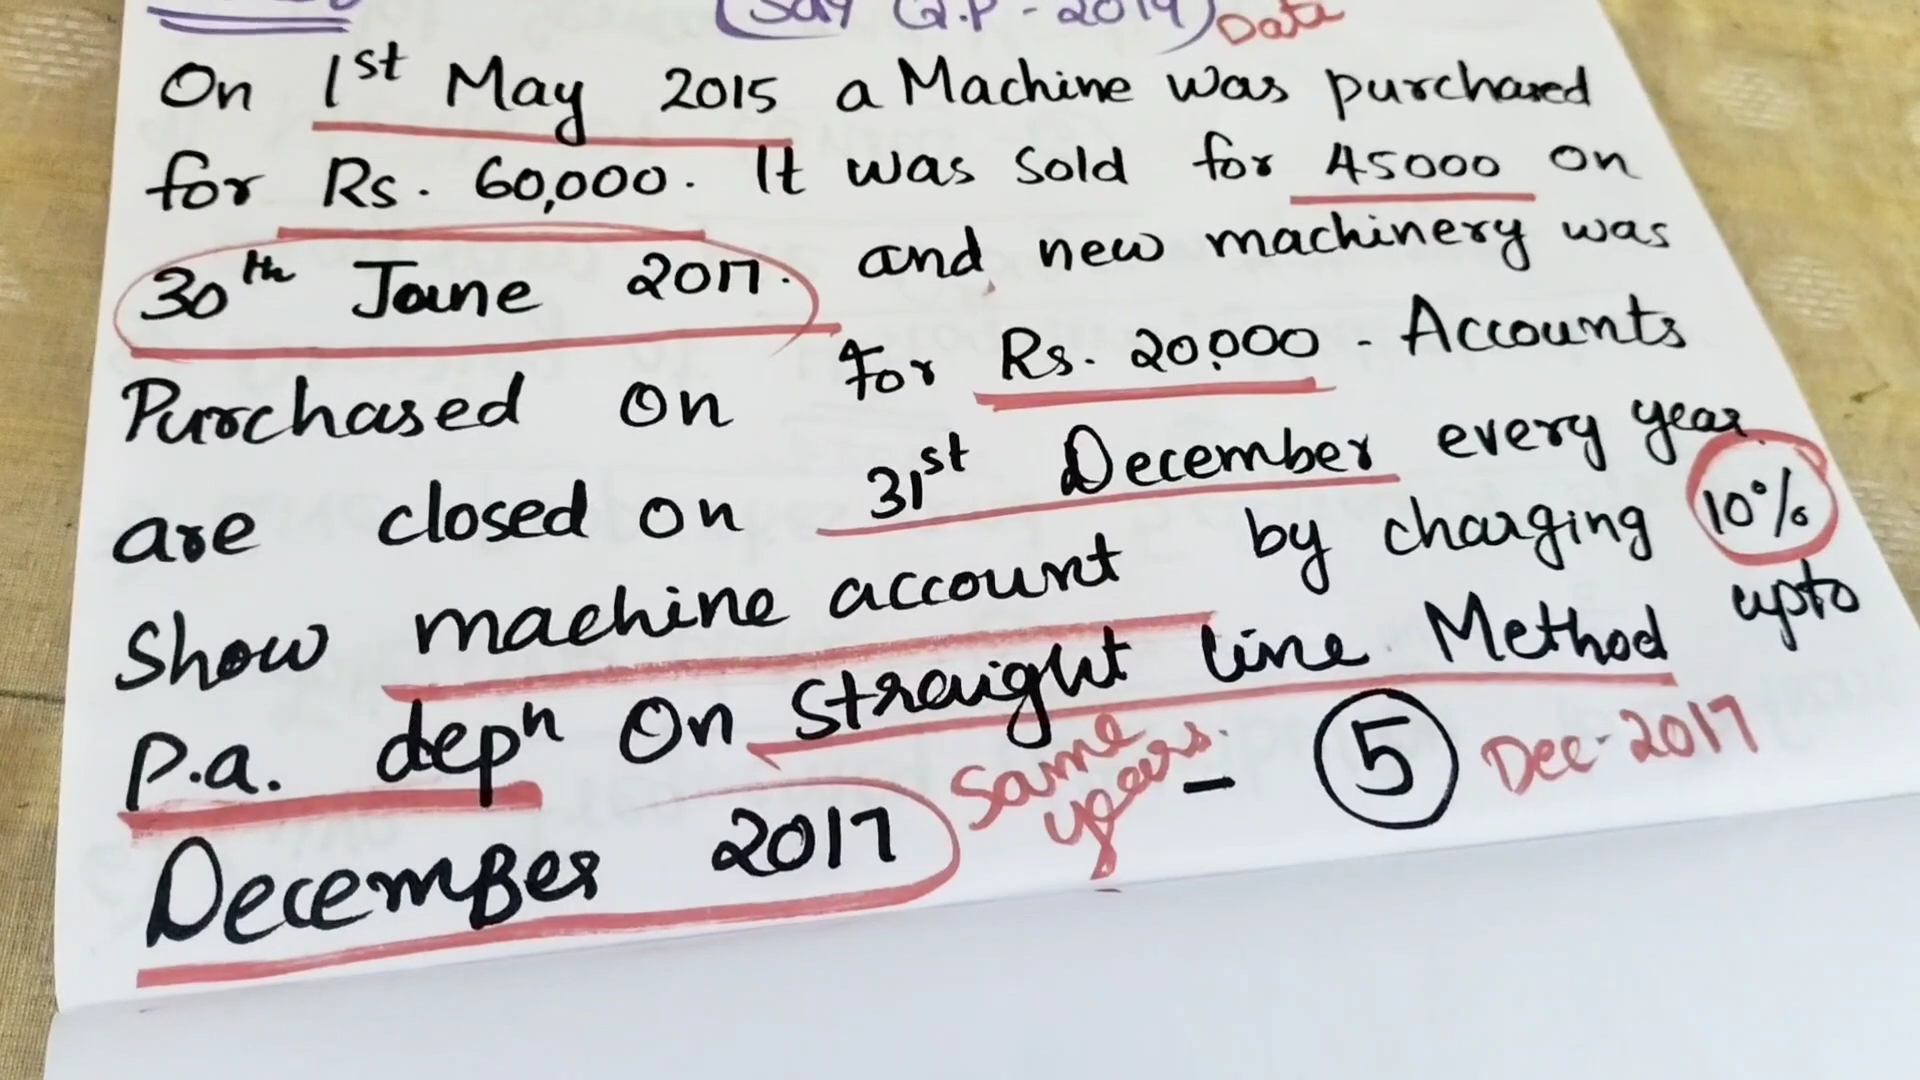 Say Q.P - 2019) Date
On 1st May 2015 a Machine was purchased
for Rs. 60,000. It was Sold for 45000 on
30th June 2017. and new machinery was
Purchased on for Rs. 20,000 - Accounts
are closed on 31st December every year.
Show machine account by charging 10%
P.a. depn On Straight line Method upto
December 2017 Same years. - 5 Dec-2017